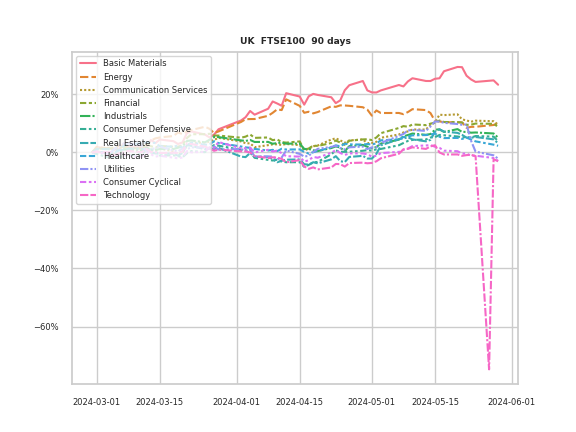 UK  FTSE100  90 days
Basic Materials
Energy
Communication Services
Financial
Industrials
Consumer Defensive
Real Estate
Healthcare
Utilities
Consumer Cyclical
Technology
20%
0%
−20%
−40%
−60%
2024-03-01 2024-03-15 2024-04-01 2024-04-15 2024-05-01 2024-05-15 2024-06-01